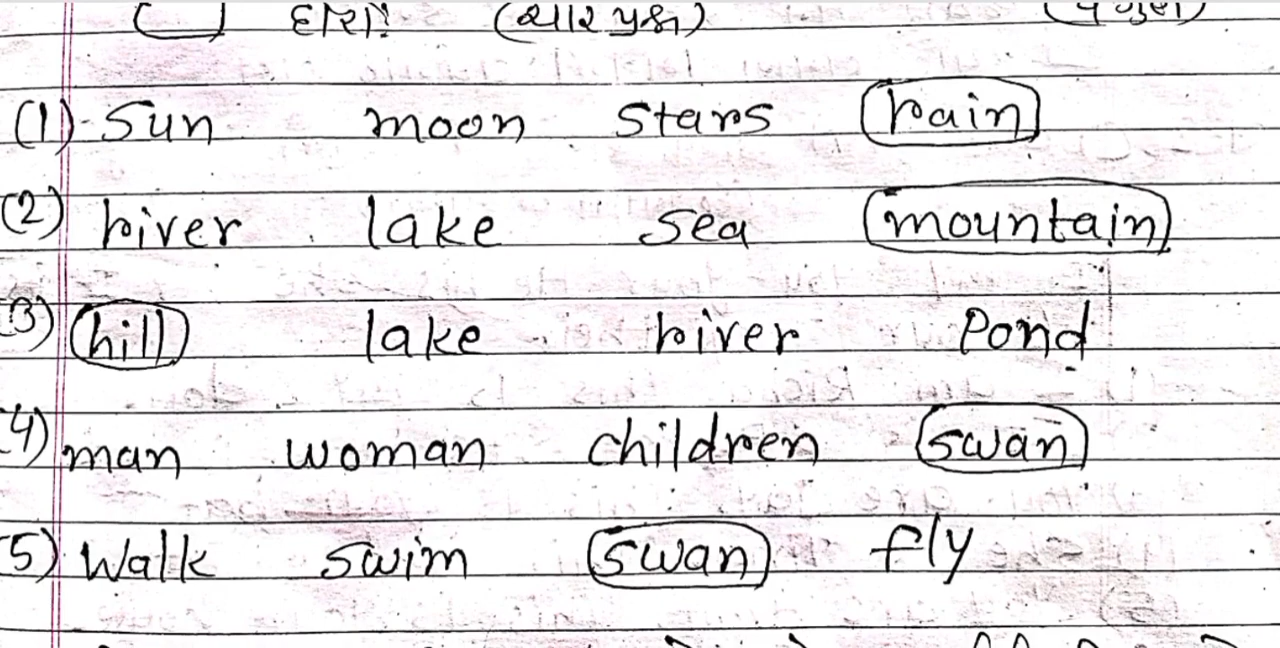 (1) Sun moon stars rain
(2) river lake sea mountain
(3) hill lake river Pond
(4) man woman children swan
(5) Walk swim swan fly